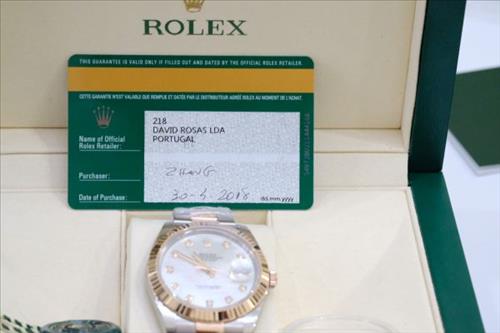 ROLEX
THIS GUARANTEE IS VALID ONLY IF FILLED OUT AND DATED BY THE OFFICIAL ROLEX RETAILER.
CETTE GARANTIE N'EST VALABLE QUE REMPLIE ET DATÉE PAR LE DISTRIBUTEUR AGRÉÉ ROLEX AU MOMENT DE L'ACHAT.
Name of Official
Rolex Retailer:
218
DAVID ROSAS LDA
PORTUGAL
Purchaser:
ZHANG
Date of Purchase:
30-4-2018
dd.mm.yyyy